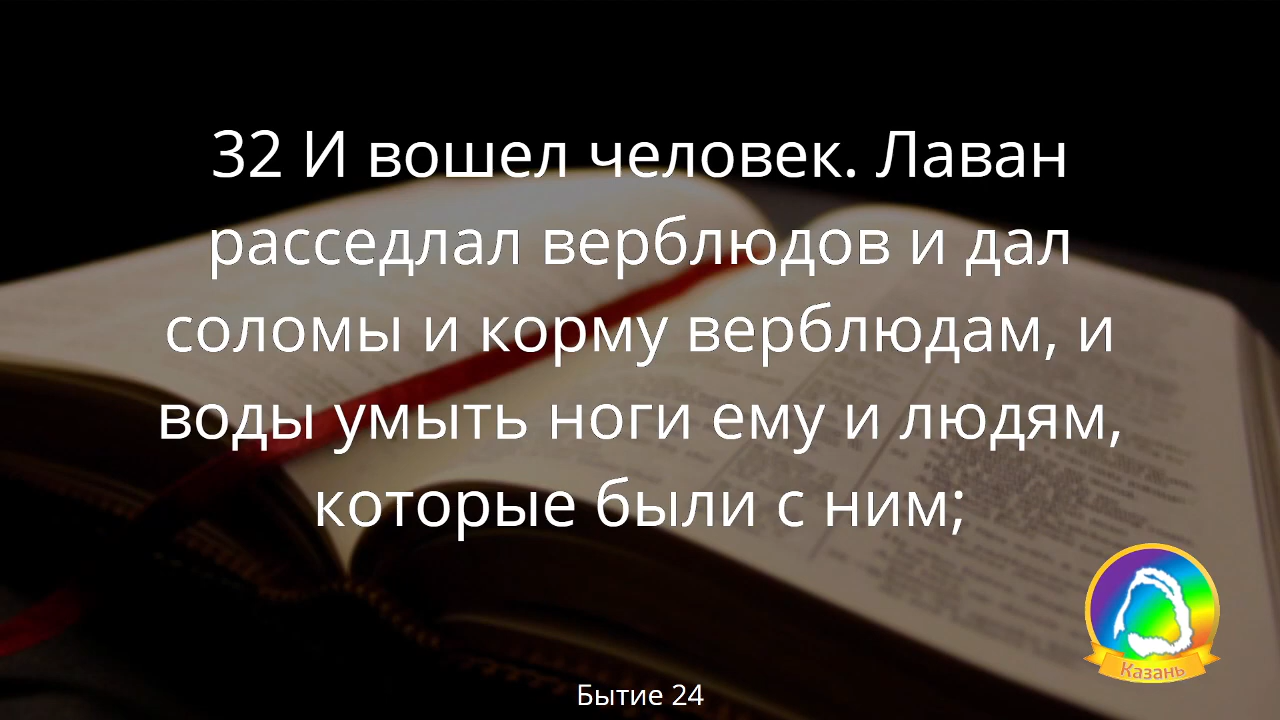 32 И вошел человек. Лаван
расседлал верблюдов и дал
соломы и корму верблюдам, и
воды умыть ноги ему и людям,
которые были с ним;
Казань
Бытие 24